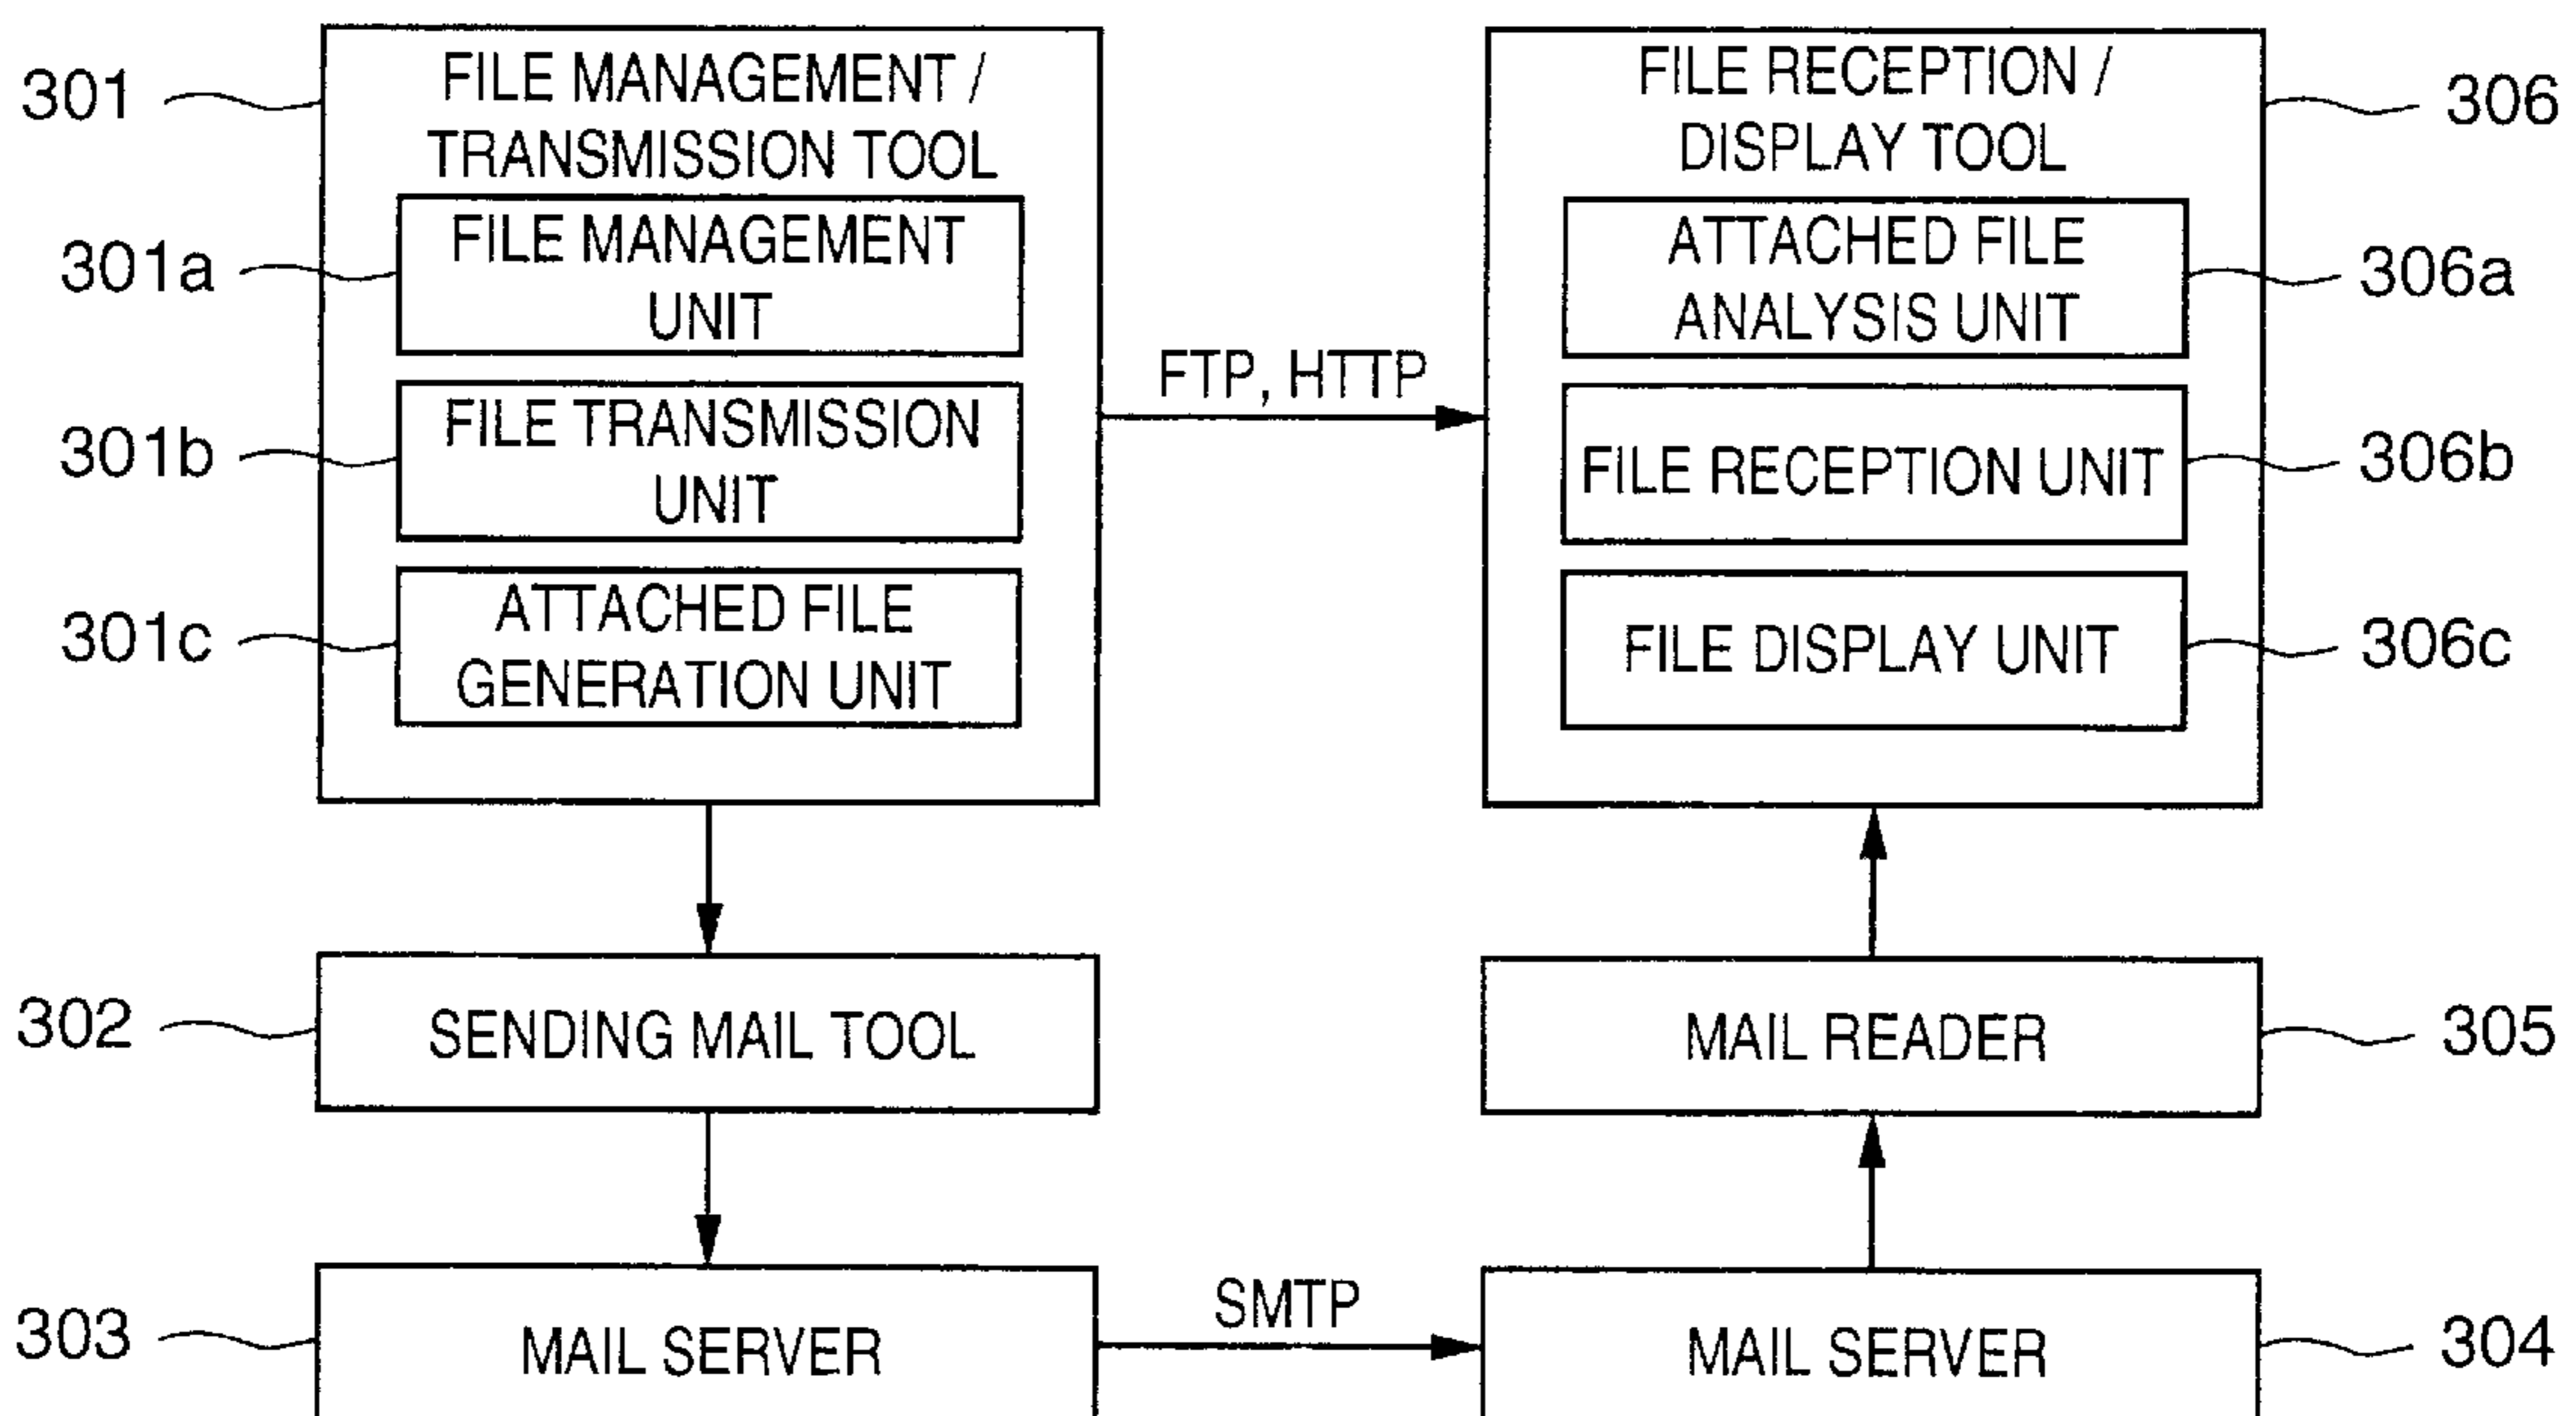 301
FILE MANAGEMENT /
TRANSMISSION TOOL
301a
FILE MANAGEMENT
UNIT
301b
FILE TRANSMISSION
UNIT
301c
ATTACHED FILE
GENERATION UNIT
FTP, HTTP
FILE RECEPTION /
DISPLAY TOOL
306
ATTACHED FILE
ANALYSIS UNIT
306a
FILE RECEPTION UNIT
306b
FILE DISPLAY UNIT
306c
302
SENDING MAIL TOOL
MAIL READER
305
303
MAIL SERVER
SMTP
MAIL SERVER
304